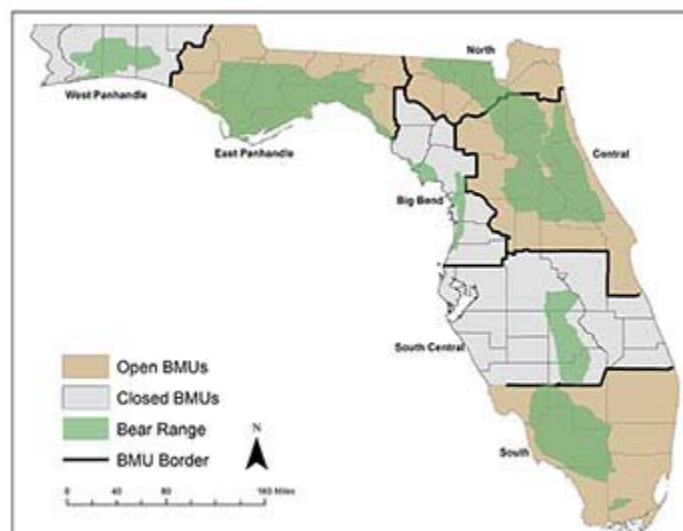 North
West Panhandle
East Panhandle
Central
Big Bend
South Central
South
Open BMUs
Closed BMUs
Bear Range
BMU Border
N
0 40 80 160 Miles